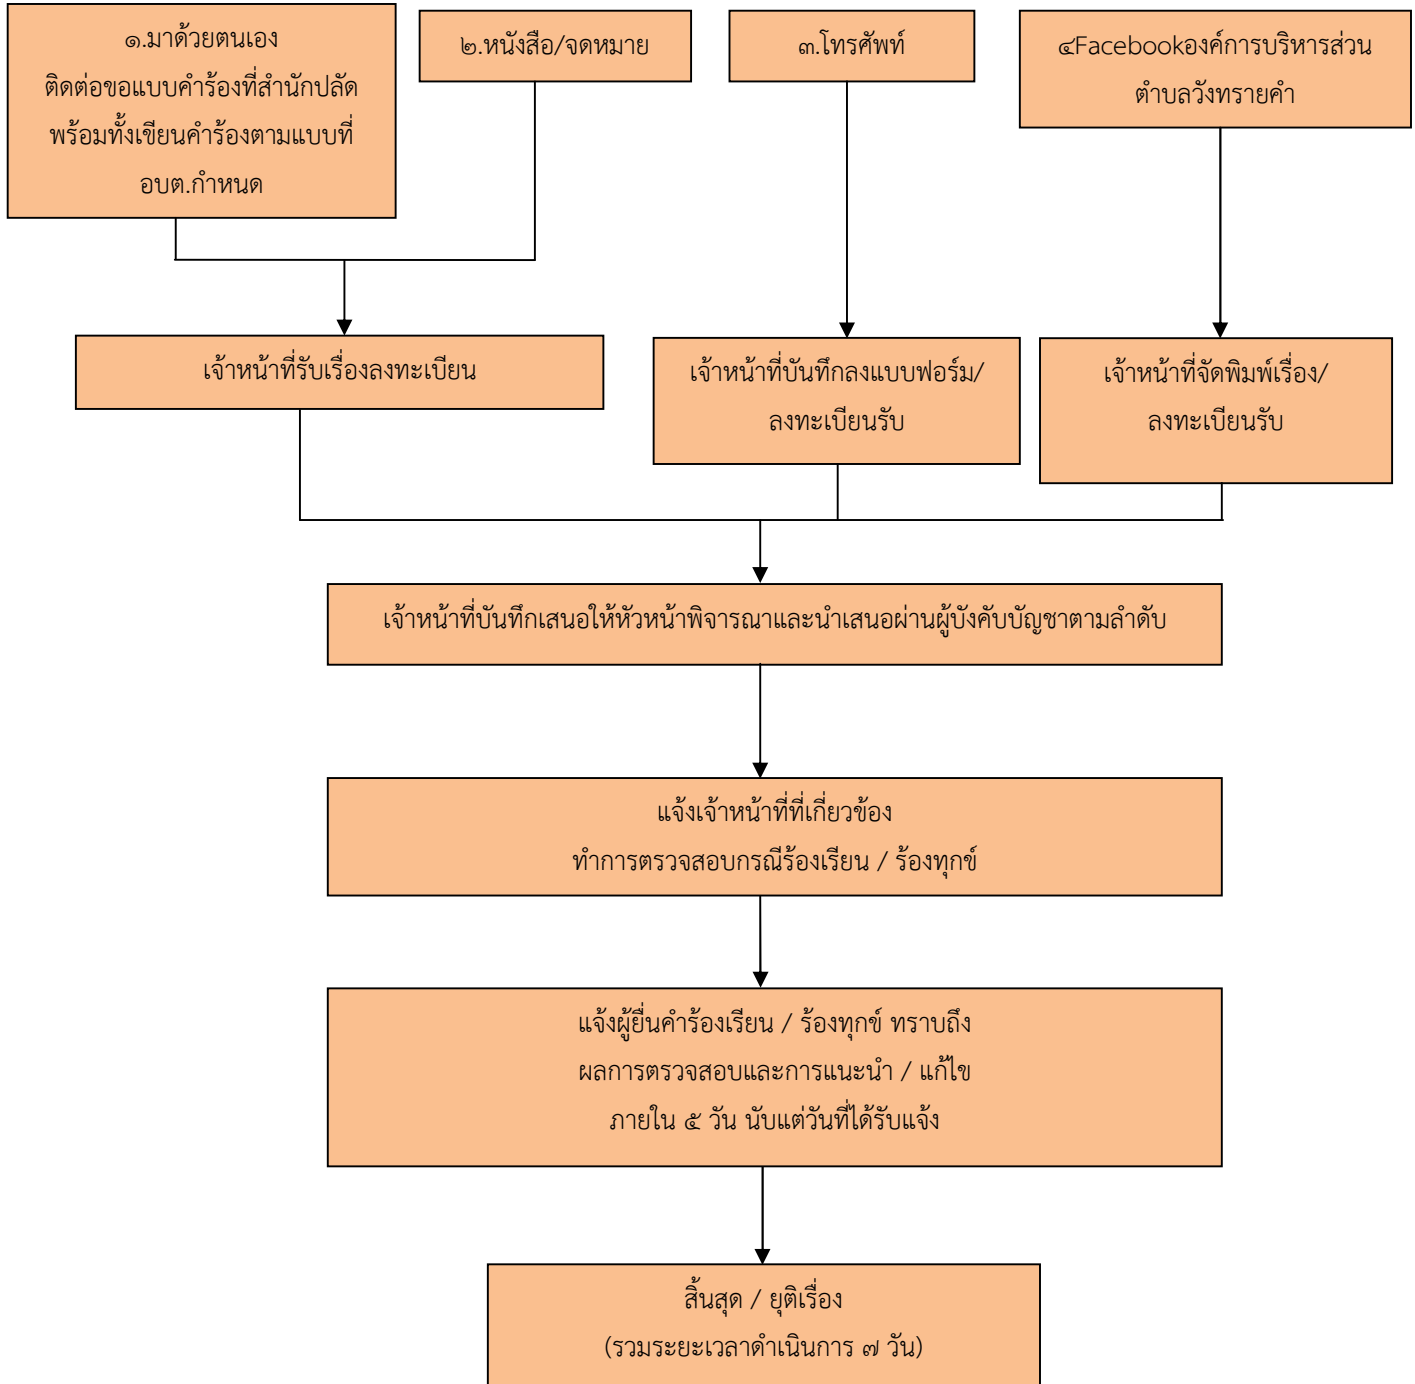 ๑.มาด้วยตนเอง
ติดต่อขอแบบคำร้องที่สำนักปลัด
พร้อมทั้งเขียนคำร้องตามแบบที่
อบต.กำหนด
๒.หนังสือ/จดหมาย
๓.โทรศัพท์
๔Facebookองค์การบริหารส่วน
ตำบลวังทรายคำ
เจ้าหน้าที่รับเรื่องลงทะเบียน
เจ้าหน้าที่บันทึกลงแบบฟอร์ม/
ลงทะเบียนรับ
เจ้าหน้าที่จัดพิมพ์เรื่อง/
ลงทะเบียนรับ
เจ้าหน้าที่บันทึกเสนอให้หัวหน้าพิจารณาและนำเสนอผ่านผู้บังคับบัญชาตามลำดับ
แจ้งเจ้าหน้าที่ที่เกี่ยวข้อง
ทำการตรวจสอบกรณีร้องเรียน / ร้องทุกข์
แจ้งผู้ยื่นคำร้องเรียน / ร้องทุกข์ ทราบถึง
ผลการตรวจสอบและการแนะนำ / แก้ไข
ภายใน ๕ วัน นับแต่วันที่ได้รับแจ้ง
สิ้นสุด / ยุติเรื่อง
(รวมระยะเวลาดำเนินการ ๗ วัน)